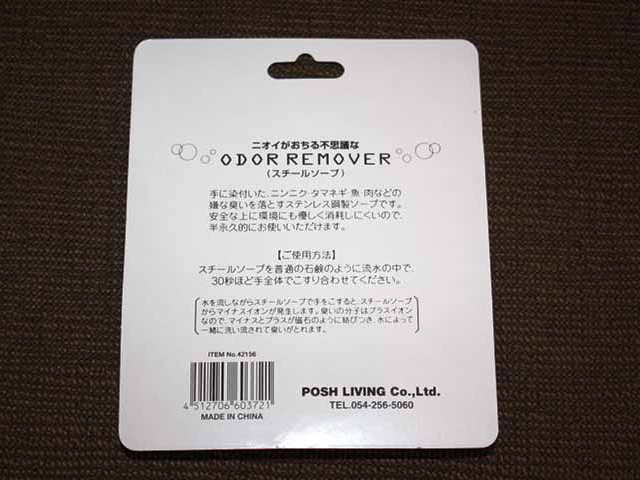 ニオイがおちる不思議な
ODOR REMOVER
(スチールソープ)
手に染付いた、ニンニク・タマネギ・魚・肉などの
嫌な臭いを落とすステンレス鋼製ソープです。
安全な上に環境にも優しく消耗しにくいので、
半永久的にお使いいただけます。
【ご使用方法】
スチールソープを普通の石鹸のように流水の中で、
30秒ほど手全体でこすり合わせてください。
水を流しながらスチールソープで手をこすると、スチールソープ
からマイナスイオンが発生します。臭いの分子はプラスイオン
なので、マイナスとプラスが磁石のように結びつき、水によって
一緒に洗い流されて臭いがとれます。
ITEM No.42156
4 512706 603721
MADE IN CHINA
POSH LIVING Co.,Ltd.
TEL.054-256-5060